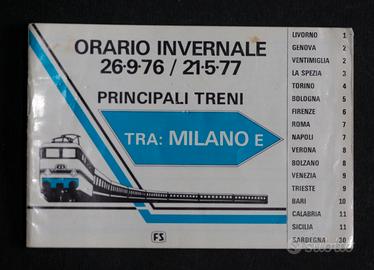 ORARIO INVERNALE
26·9·76 / 21·5·77
PRINCIPALI TRENI
TRA: MILANO E
FS
LIVORNO 1
GENOVA 2
VENTIMIGLIA 2
LA SPEZIA 3
TORINO 4
BOLOGNA 5
FIRENZE 6
ROMA 7
NAPOLI 7
VERONA 8
BOLZANO 8
VENEZIA 9
TRIESTE 9
BARI 10
CALABRIA 11
SICILIA 11
SARDEGNA 30